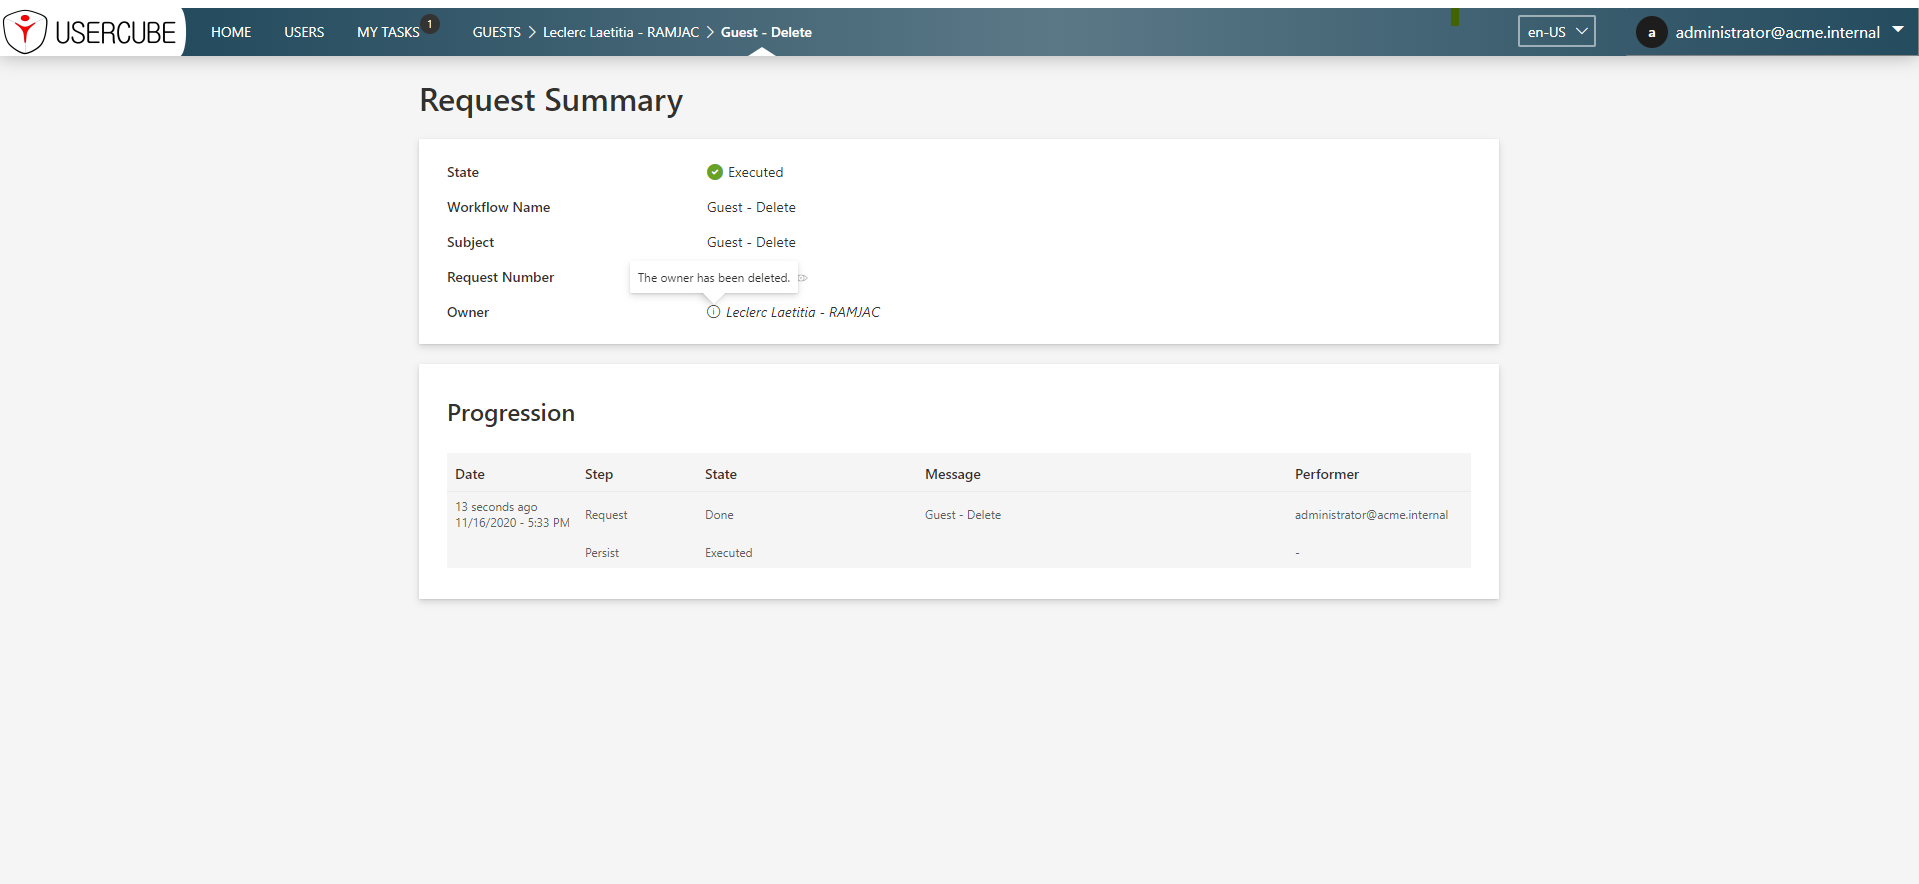 USERCUBE HOME USERS MY TASKS 1 GUESTS > Leclerc Laetitia - RAMJAC > Guest - Delete en-US a administrator@acme.internal
Request Summary
State Executed
Workflow Name Guest - Delete
Subject Guest - Delete
Request Number The owner has been deleted.
Owner Leclerc Laetitia - RAMJAC
Progression
Date Step State Message Performer
13 seconds ago
11/16/2020 - 5:33 PM Request Done Guest - Delete administrator@acme.internal
Persist Executed -